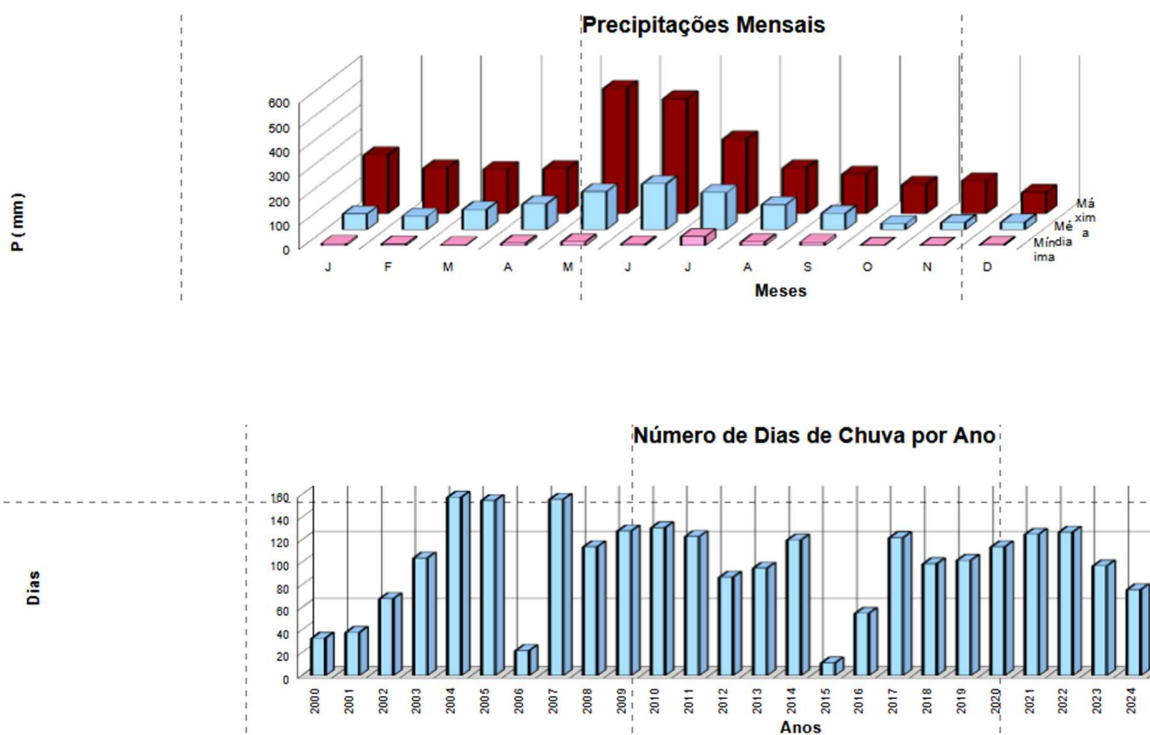 Precipitações Mensais
P ( mm)
600
500
400
300
200
100
0
J F M A M J J A S O N D
Má
xim
a
Mé
dia
Mín
ima
Meses
Número de Dias de Chuva por Ano
Dias
160
140
120
100
80
60
40
20
0
2000 2001 2002 2003 2004 2005 2006 2007 2008 2009 2010 2011 2012 2013 2014 2015 2016 2017 2018 2019 2020 2021 2022 2023 2024
Anos